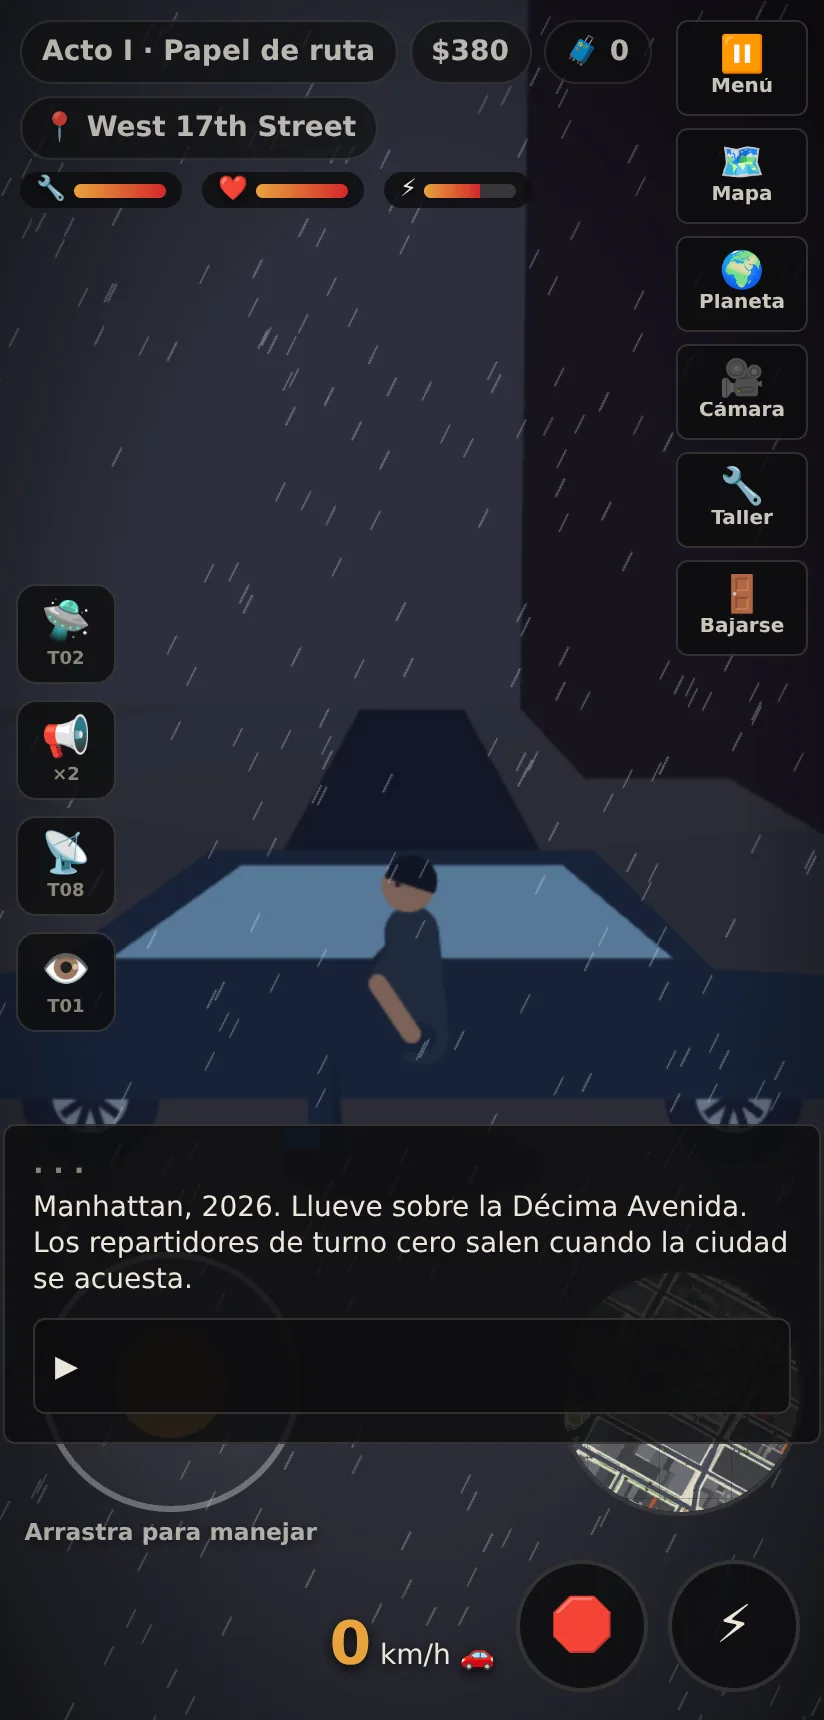 Acto I · Papel de ruta
$380
0
West 17th Street
Menú
Mapa
Planeta
Cámara
Taller
Bajarse
T02
×2
T08
T01
...
Manhattan, 2026. Llueve sobre la Décima Avenida.
Los repartidores de turno cero salen cuando la ciudad
se acuesta.
Arrastra para manejar
0 km/h